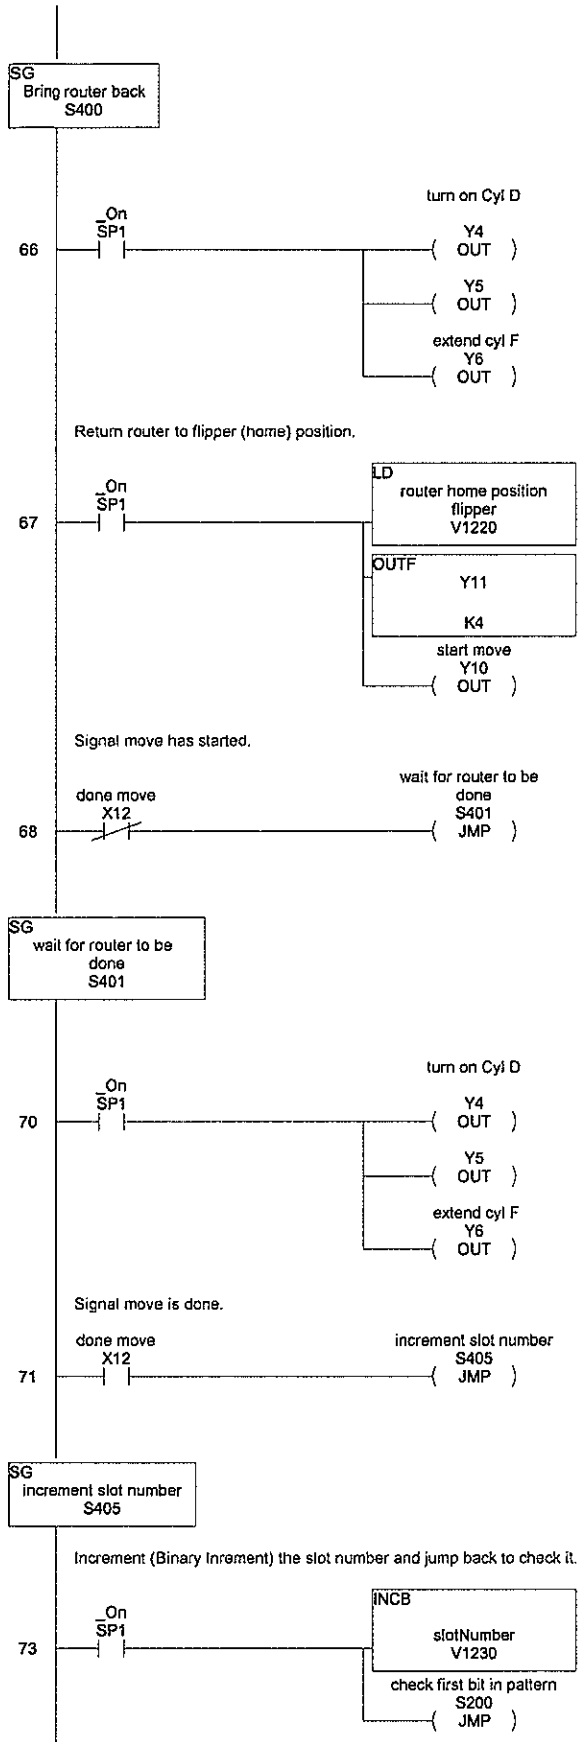 SG
Bring router back
S400
turn on Cyl D
_On
SP1
Y4
66
( OUT )
Y5
( OUT )
extend cyl F
Y6
( OUT )
Return router to flipper (home) position.
_On
SP1
67
LD
router home position
flipper
V1220
OUTF
Y11
K4
start move
Y10
( OUT )
Signal move has started.
done move
X12
68
wait for router to be
done
S401
( JMP )
SG
wait for router to be
done
S401
turn on Cyl D
_On
SP1
Y4
70
( OUT )
Y5
( OUT )
extend cyl F
Y6
( OUT )
Signal move is done.
done move
X12
71
increment slot number
S405
( JMP )
SG
increment slot number
S405
Increment (Binary Inrement) the slot number and jump back to check it.
_On
SP1
73
INCB
slotNumber
V1230
check first bit in pattern
S200
( JMP )